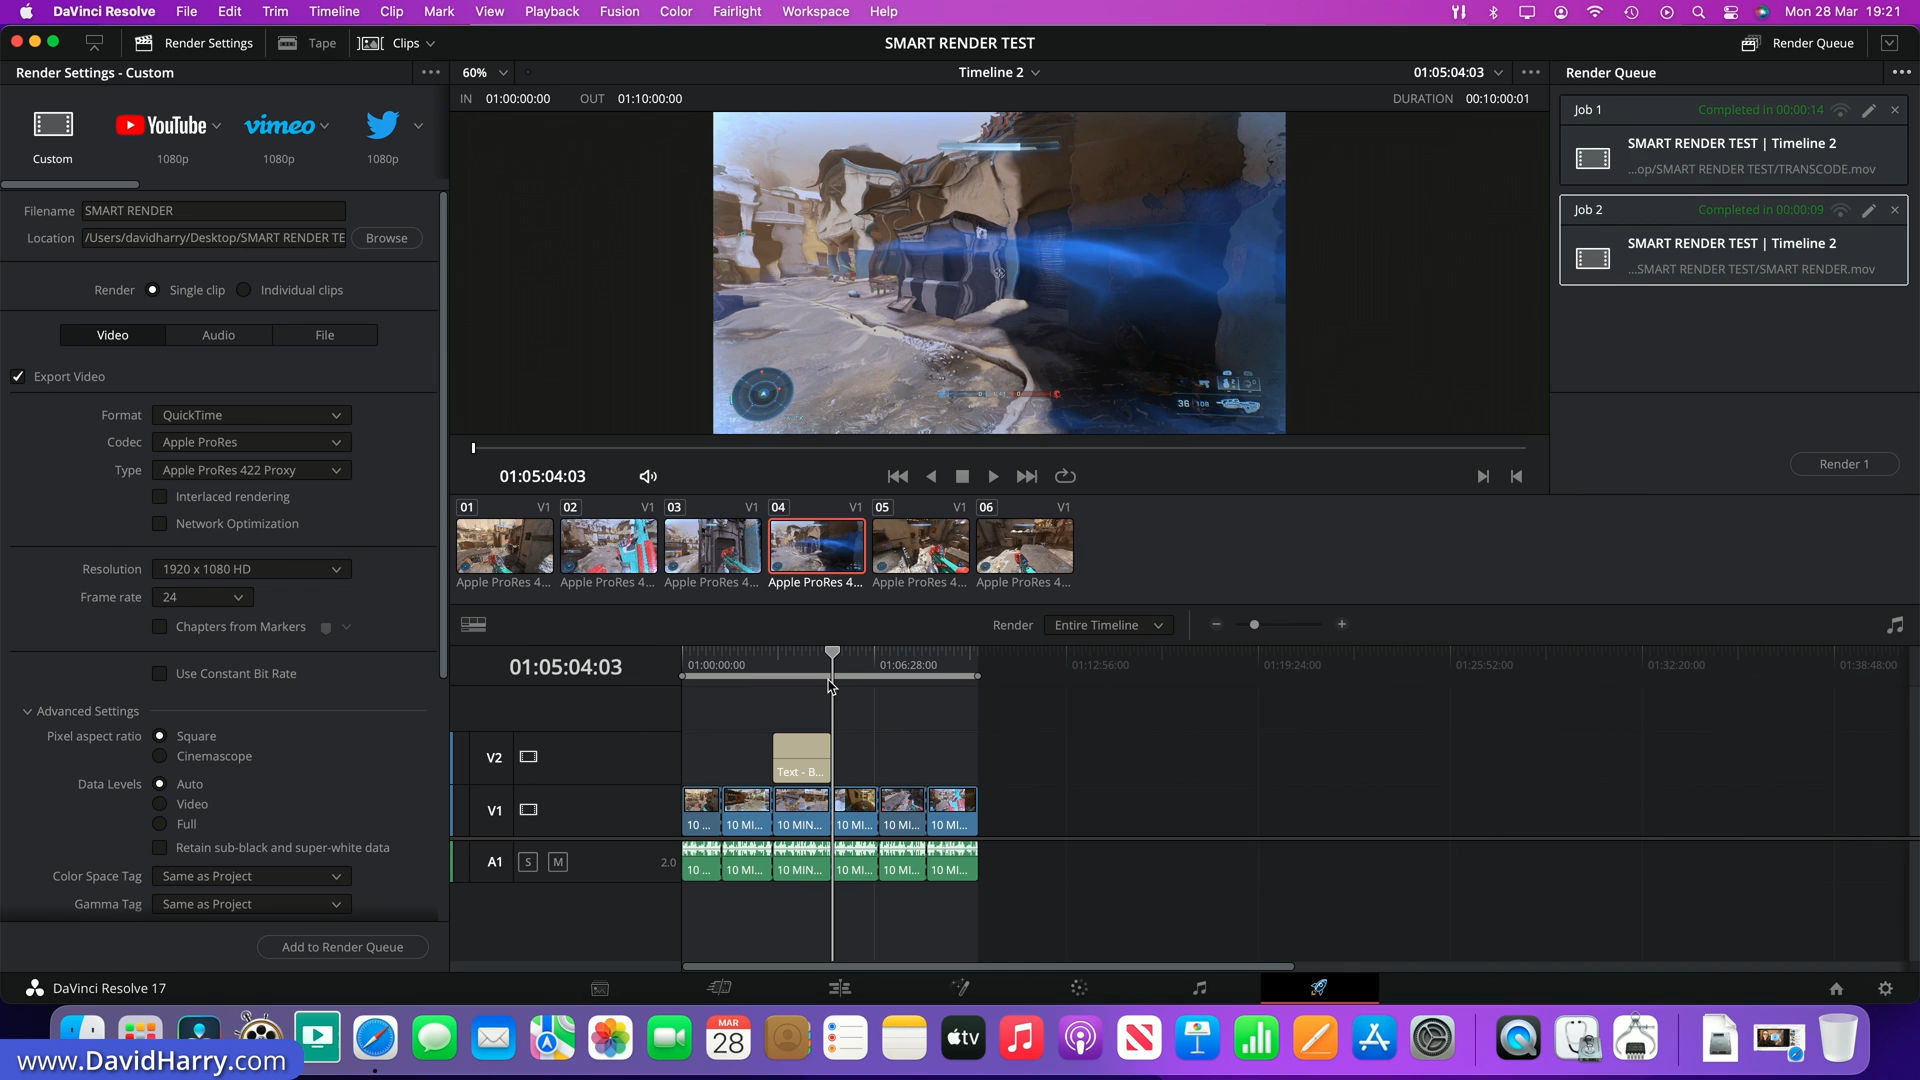 DaVinci Resolve File Edit Trim Timeline Clip Mark View Playback Fusion Color Fairlight Workspace Help Mon 28 Mar 19:21
Render Settings Tape Clips SMART RENDER TEST Render Queue
Render Settings - Custom 60% Timeline 2 01:05:04:03 Render Queue
IN 01:00:00:00 OUT 01:10:00:00 DURATION 00:10:00:01
Custom
YouTube
1080p
vimeo
1080p
1080p
Filename SMART RENDER
Location /Users/davidharry/Desktop/SMART RENDER TE Browse
Render Single clip Individual clips
Video Audio File
Export Video
Format QuickTime
Codec Apple ProRes
Type Apple ProRes 422 Proxy
Interlaced rendering
Network Optimization
Resolution 1920 x 1080 HD
Frame rate 24
Chapters from Markers
Use Constant Bit Rate
Advanced Settings
Pixel aspect ratio Square
Cinemascope
Data Levels Auto
Video
Full
Retain sub-black and super-white data
Color Space Tag Same as Project
Gamma Tag Same as Project
Add to Render Queue
36 108
01:05:04:03
01 V1 02 V1 03 V1 04 V1 05 V1 06 V1
Apple ProRes 4... Apple ProRes 4... Apple ProRes 4... Apple ProRes 4... Apple ProRes 4... Apple ProRes 4...
Render Entire Timeline
01:05:04:03 01:00:00:00 01:06:28:00 01:12:56:00 01:19:24:00 01:25:52:00 01:32:20:00 01:38:48:00
V2 Text - B...
V1 10 ... 10 MI... 10 MIN... 10 MI... 10 MI... 10 MI...
A1 S M 2.0 10 ... 10 MI... 10 MIN... 10 MI... 10 MI... 10 MI...
Job 1 Completed in 00:00:14
SMART RENDER TEST | Timeline 2
...op/SMART RENDER TEST/TRANSCODE.mov
Job 2 Completed in 00:00:09
SMART RENDER TEST | Timeline 2
...SMART RENDER TEST/SMART RENDER.mov
Render 1
DaVinci Resolve 17
MAR
28
tv
www.DavidHarry.com